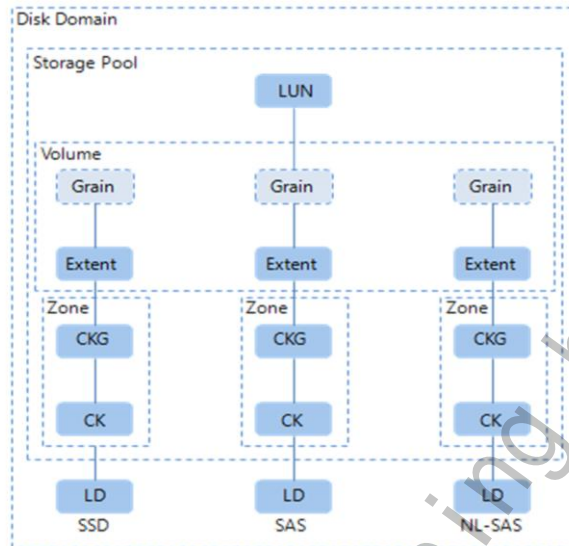 Disk Domain
Storage Pool
LUN
Volume
Grain Grain Grain
Extent Extent Extent
Zone Zone Zone
CKG CKG CKG
CK CK CK
LD LD LD
SSD SAS NL-SAS
ing